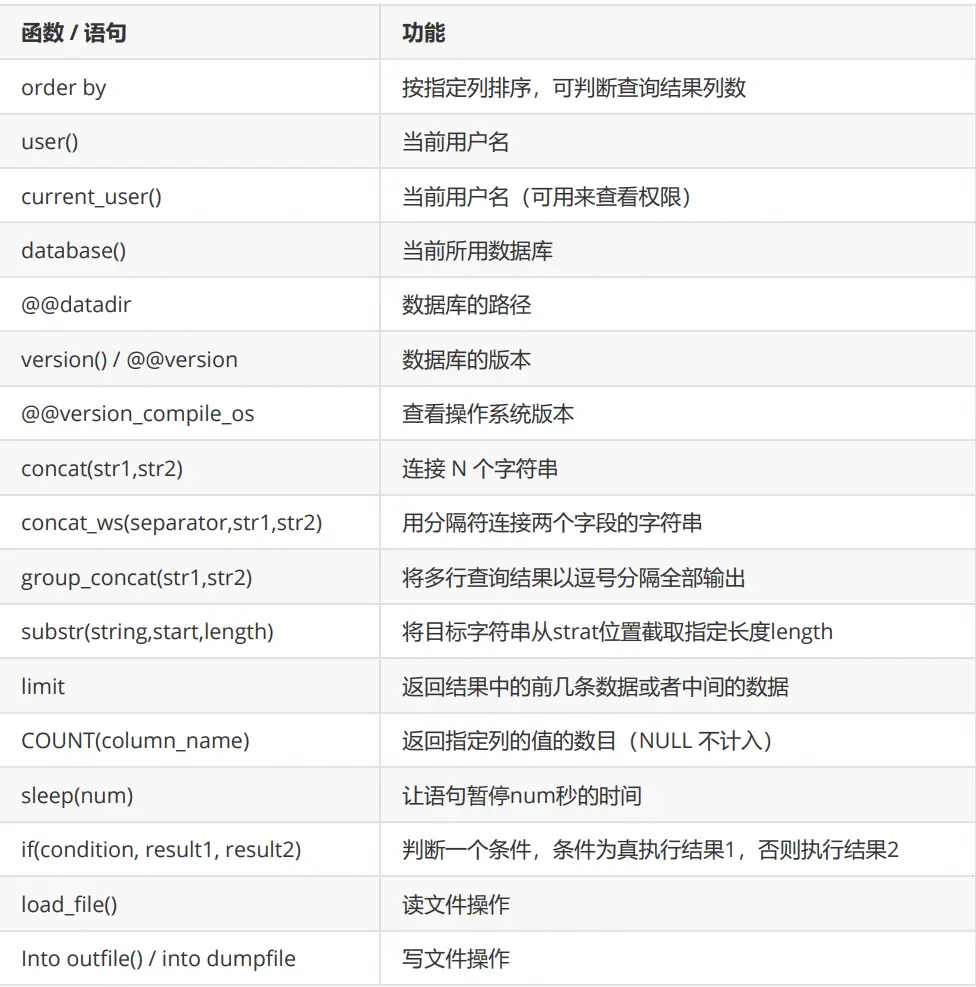 函数 / 语句 功能
order by 按指定列排序，可判断查询结果列数
user() 当前用户名
current_user() 当前用户名（可用来查看权限）
database() 当前所用数据库
@@datadir 数据库的路径
version() / @@version 数据库的版本
@@version_compile_os 查看操作系统版本
concat(str1,str2) 连接 N 个字符串
concat_ws(separator,str1,str2) 用分隔符连接两个字段的字符串
group_concat(str1,str2) 将多行查询结果以逗号分隔全部输出
substr(string,start,length) 将目标字符串从strat位置截取指定长度length
limit 返回结果中的前几条数据或者中间的数据
COUNT(column_name) 返回指定列的值的数目（NULL 不计入）
sleep(num) 让语句暂停num秒的时间
if(condition, result1, result2) 判断一个条件，条件为真执行结果1，否则执行结果2
load_file() 读文件操作
Into outfile() / into dumpfile 写文件操作